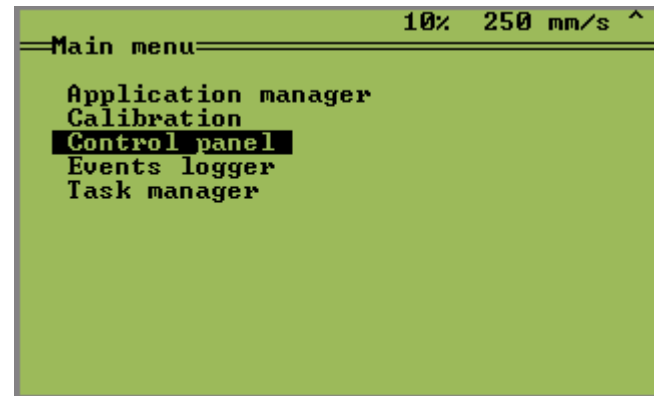 10% 250 mm/s ^
Main menu
Application manager
Calibration
Control panel
Events logger
Task manager